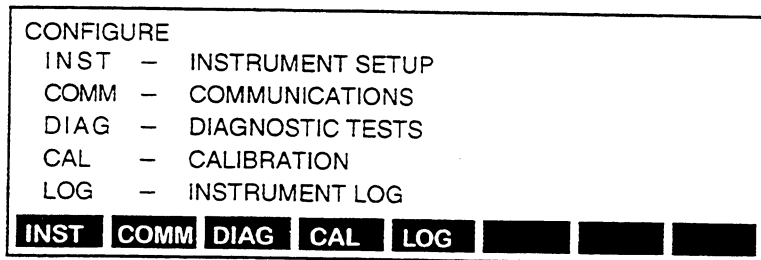 CONFIGURE
INST – INSTRUMENT SETUP
COMM – COMMUNICATIONS
DIAG – DIAGNOSTIC TESTS
CAL – CALIBRATION
LOG – INSTRUMENT LOG
INST COMM DIAG CAL LOG